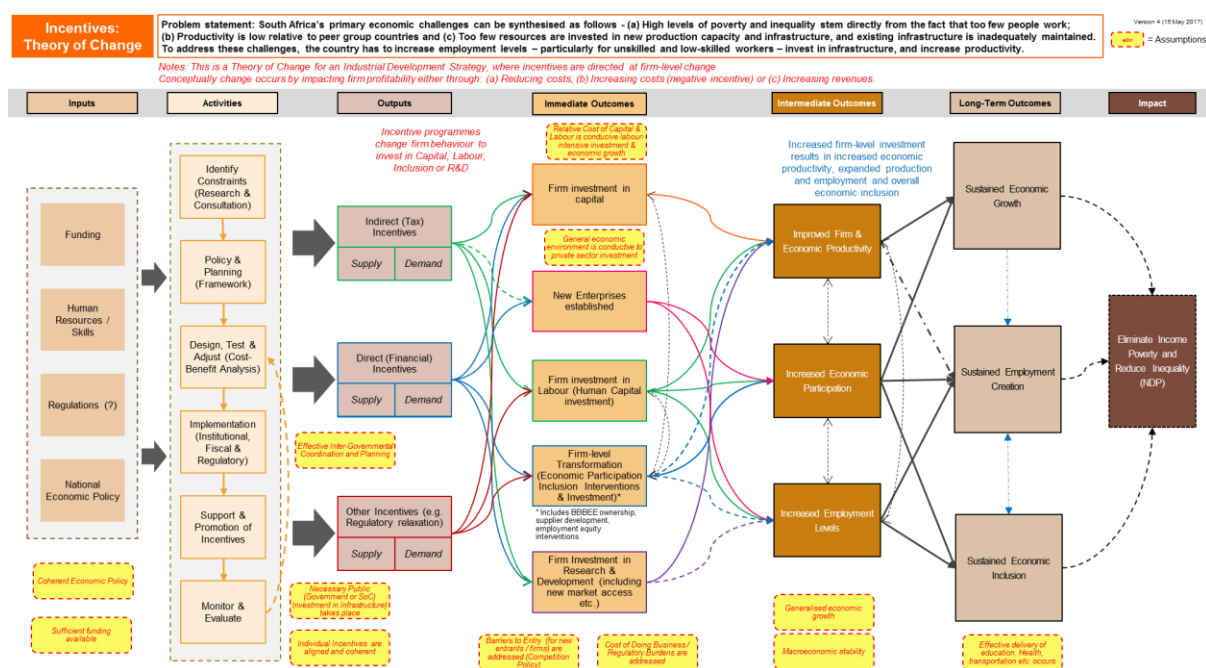 Incentives:
Theory of Change
Problem statement: South Africa's primary economic challenges can be synthesised as follows - (a) High levels of poverty and inequality stem directly from the fact that too few people work;
(b) Productivity is low relative to peer group countries and (c) Too few resources are invested in new production capacity and infrastructure, and existing infrastructure is inadequately maintained.
To address these challenges, the country has to increase employment levels – particularly for unskilled and low-skilled workers – invest in infrastructure, and increase productivity.
Version 4 (15 May 2017)
abc = Assumptions
Notes: This is a Theory of Change for an Industrial Development Strategy, where incentives are directed at firm-level change.
Conceptually change occurs by impacting firm profitability either through: (a) Reducing costs; (b) Increasing costs (negative incentive) or (c) Increasing revenues.
Inputs
Activities
Outputs
Immediate Outcomes
Intermediate Outcomes
Long-Term Outcomes
Impact
Funding
Human
Resources /
Skills
Regulations (?)
National
Economic Policy
Coherent Economic Policy
Sufficient funding
available
Identify
Constraints
(Research &
Consultation)
Policy &
Planning
(Framework)
Design, Test &
Adjust (Cost-
Benefit Analysis)
Implementation
(Institutional,
Fiscal &
Regulatory)
Support &
Promotion of
Incentives
Monitor &
Evaluate
Incentive programmes
change firm behaviour to
invest in Capital, Labour,
Inclusion or R&D
Indirect (Tax)
Incentives
Supply Demand
Direct (Financial)
Incentives
Supply Demand
Effective Inter-Governmental
Coordination and Planning
Other Incentives (e.g.
Regulatory relaxation)
Supply Demand
Necessary Public
(Government or SoC)
Investment in Infrastructure)
takes place
Individual Incentives are
aligned and coherent
Relative Cost of Capital &
Labour is conducive labour-
intensive investment &
economic growth
Firm investment in
capital
General economic
environment is conductive to
private sector investment
New Enterprises
established
Firm investment in
Labour (Human Capital
investment)
Firm-level
Transformation
(Economic Participation
Inclusion Interventions
& Investment)*
* Includes BBBEE ownership,
supplier development,
employment equity
interventions
Firm Investment in
Research &
Development (including
new market access
etc.)
Barriers to Entry (for new
entrants / firms) are
addressed (Competition
Policy)
Cost of Doing Business /
Regulatory Burdens are
addressed
Increased firm-level investment
results in increased economic
productivity, expanded production
and employment and overall
economic inclusion
Improved Firm &
Economic Productivity
Increased Economic
Participation
Increased Employment
Levels
Generalised economic
growth
Macroeconomic stability
Sustained Economic
Growth
Sustained Employment
Creation
Sustained Economic
Inclusion
Effective delivery of
education. Health,
transportation etc. occurs
Eliminate Income
Poverty and
Reduce Inequality
(NDP)